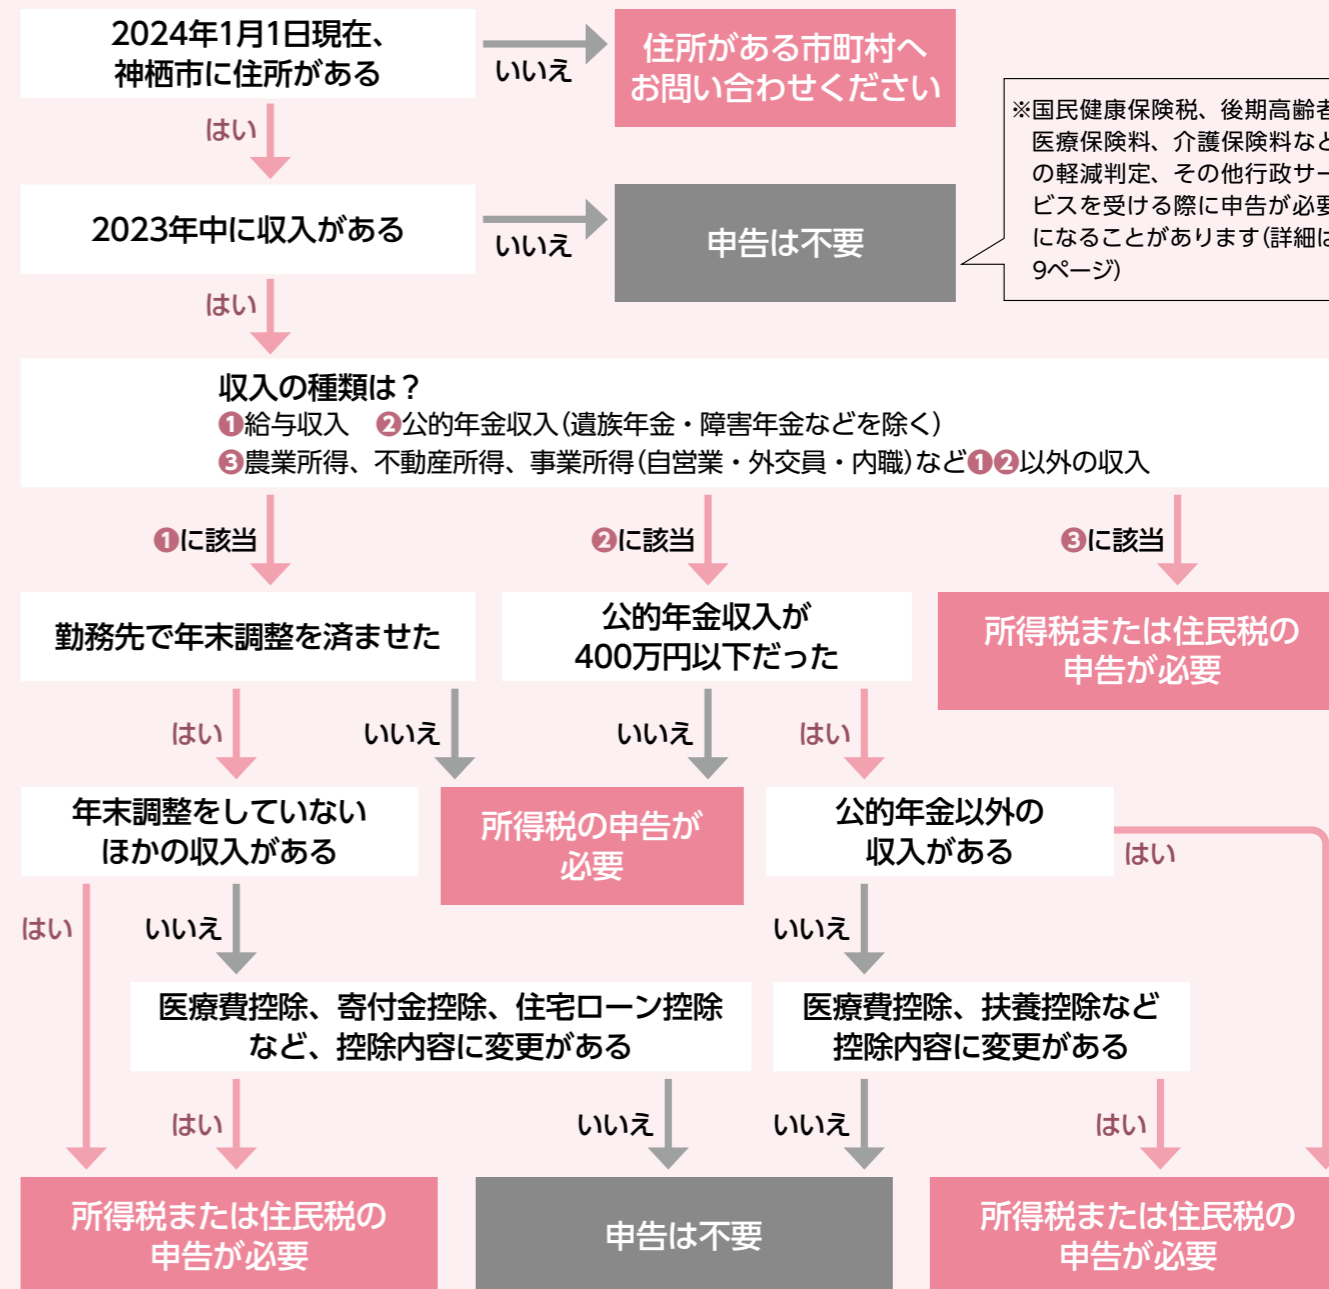 2024年1月1日現在、
神栖市に住所がある
いいえ
住所がある市町村へ
お問い合わせください
はい
※国民健康保険税、後期高齢者
医療保険料、介護保険料など
の軽減判定、その他行政サー
ビスを受ける際に申告が必要
になることがあります(詳細は
9ページ)
2023年中に収入がある
いいえ
申告は不要
はい
収入の種類は？
❶給与収入　❷公的年金収入(遺族年金・障害年金などを除く)
❸農業所得、不動産所得、事業所得(自営業・外交員・内職)など❶❷以外の収入
❶に該当
❷に該当
❸に該当
勤務先で年末調整を済ませた
公的年金収入が
400万円以下だった
所得税または住民税の
申告が必要
はい
いいえ
いいえ
はい
年末調整をしていない
ほかの収入がある
所得税の申告が
必要
公的年金以外の
収入がある
はい
はい
いいえ
いいえ
医療費控除、寄付金控除、住宅ローン控除
など、控除内容に変更がある
医療費控除、扶養控除など
控除内容に変更がある
はい
いいえ
いいえ
はい
所得税または住民税の
申告が必要
申告は不要
所得税または住民税の
申告が必要